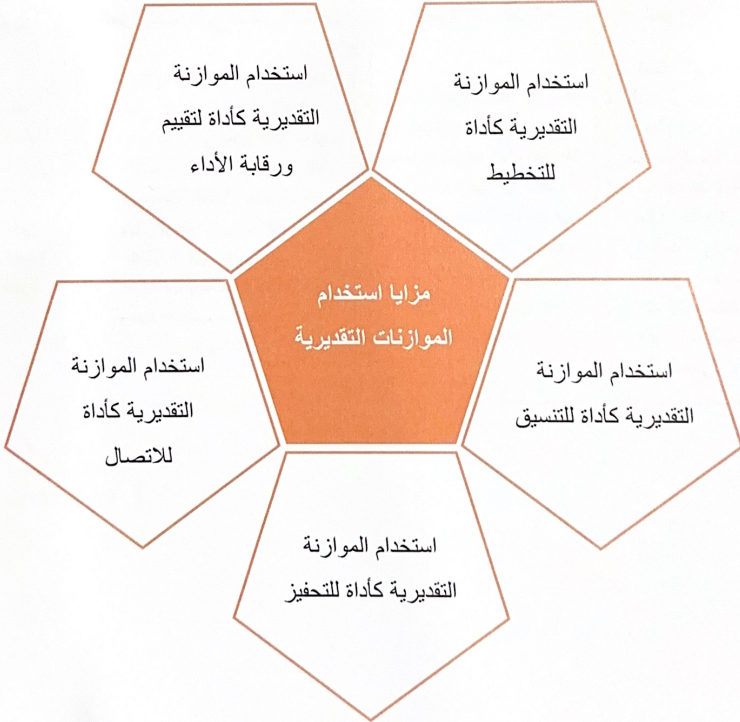 مزايا استخدام
الموازنات التقديرية
استخدام الموازنة
التقديرية كأداة
للتخطيط
استخدام الموازنة
التقديرية كأداة للتنسيق
استخدام الموازنة
التقديرية كأداة للتحفيز
استخدام الموازنة
التقديرية كأداة
للاتصال
استخدام الموازنة
التقديرية كأداة لتقييم
ورقابة الأداء